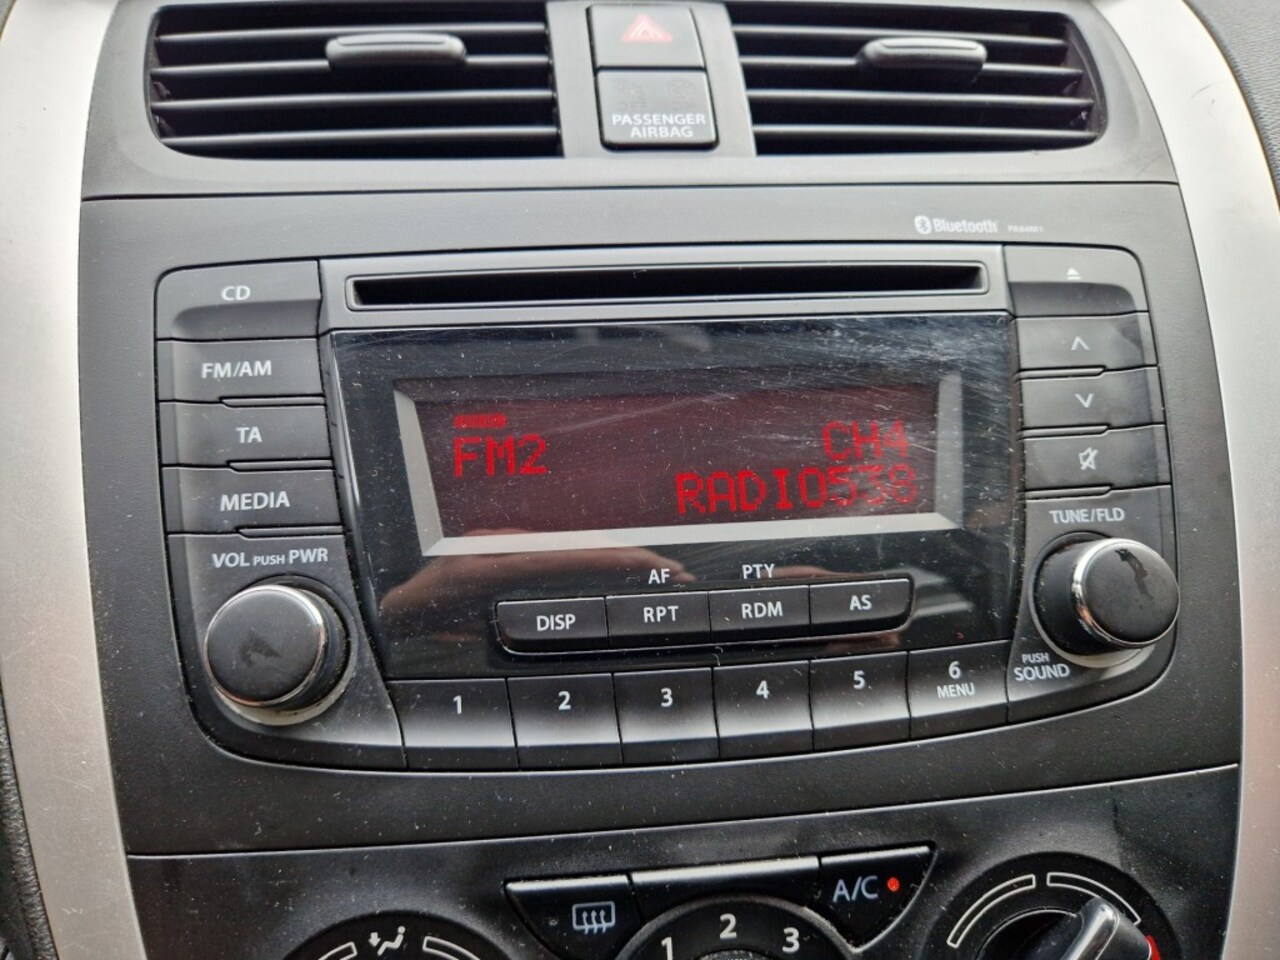 PASSENGER
AIRBAG
Bluetooth
CD
FM/AM
TA
MEDIA
VOL PUSH PWR
FM2
CH4
RADIO538
TUNE/FLD
AF
PTY
DISP
RPT
RDM
AS
PUSH
SOUND
1
2
3
4
5
6
MENU
A/C
1
2
3